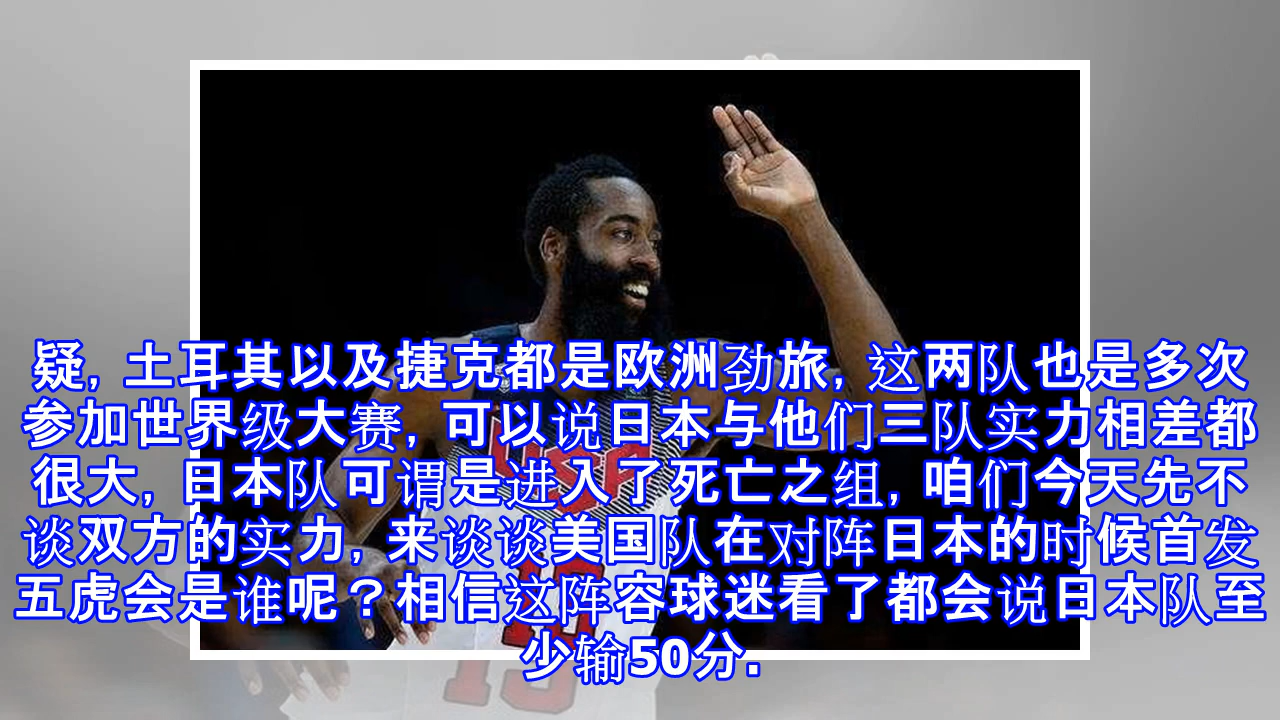 疑, 土耳其以及捷克都是欧洲劲旅, 这两队也是多次
参加世界级大赛, 可以说日本与他们三队实力相差都
很大, 日本队可谓是进入了死亡之组, 咱们今天先不
谈双方的实力, 来谈谈美国队在对阵日本的时候首发
五虎会是谁呢？相信这阵容球迷看了都会说日本队至
少输50分.
USA
13